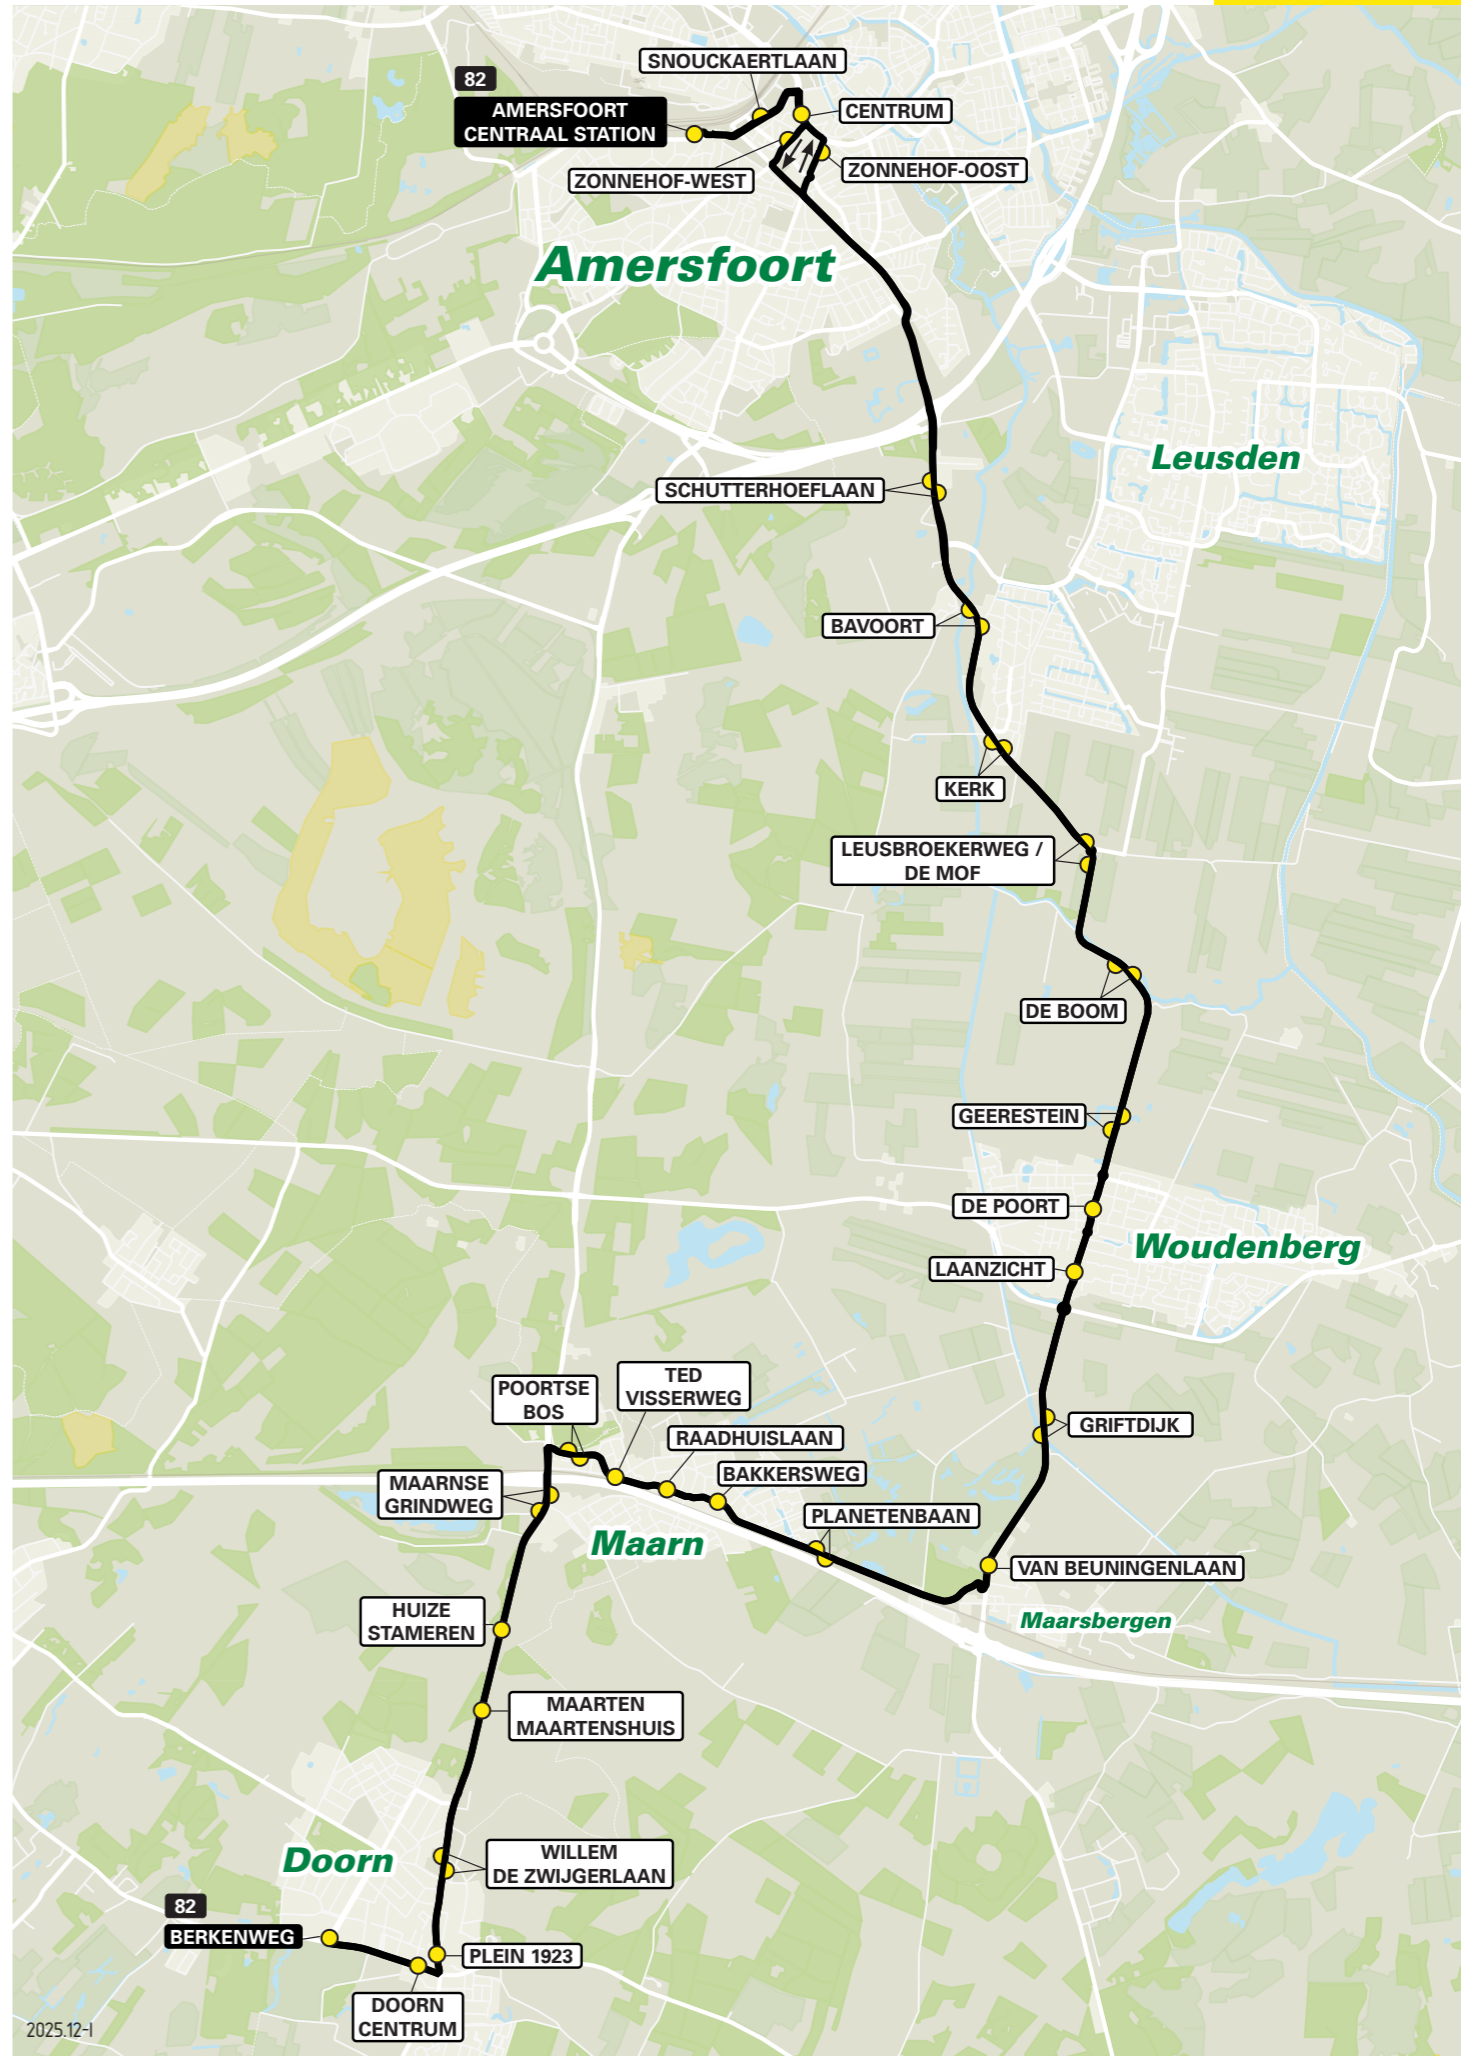 SNOUCKAERTLAAN
82
AMERSFOORT
CENTRAAL STATION
CENTRUM
ZONNEHOF-OOST
ZONNEHOF-WEST
Amersfoort
Leusden
SCHUTTERHOEFLAAN
BAVOORT
KERK
LEUSBROEKERWEG /
DE MOF
DE BOOM
GEERESTEIN
DE POORT
Woudenberg
LAANZICHT
POORTSE
BOS
TED
VISSERWEG
RAADHUISLAAN
GRIFTDIJK
BAKKERSWEG
MAARNSE
GRINDWEG
PLANETENBAAN
Maarn
VAN BEUNINGENLAAN
Maarsbergen
HUIZE
STAMEREN
MAARTEN
MAARTENSHUIS
Doorn
WILLEM
DE ZWIJGERLAAN
82
BERKENWEG
PLEIN 1923
DOORN
CENTRUM
2025.12-I